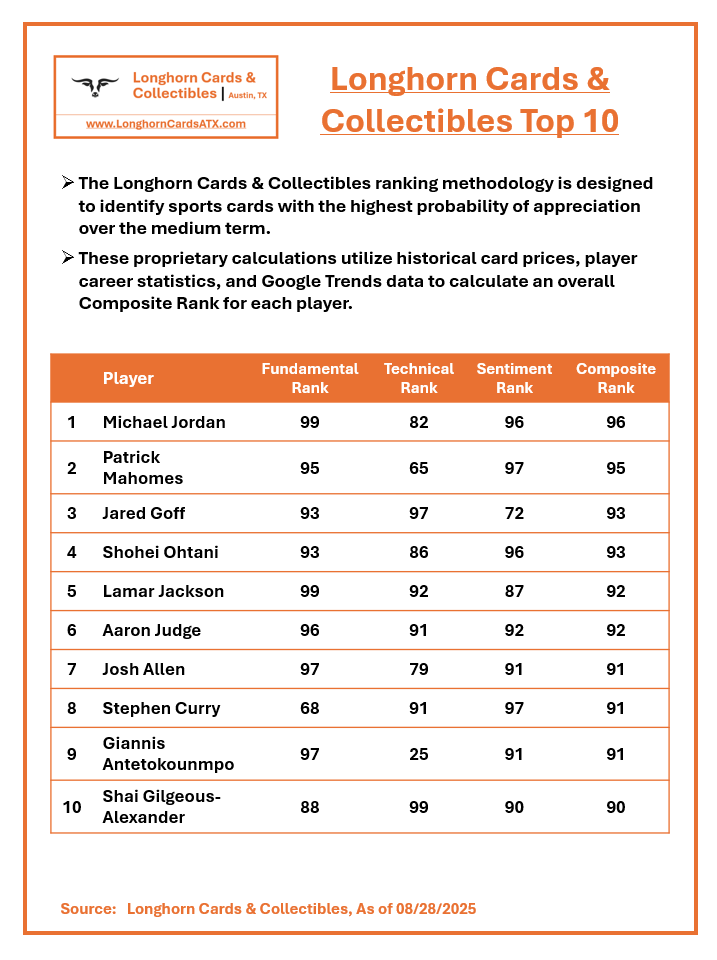 Longhorn Cards &
Collectibles | Austin, TX
www.LonghornCardsATX.com
Longhorn Cards &
Collectibles Top 10
➢ The Longhorn Cards & Collectibles ranking methodology is designed
to identify sports cards with the highest probability of appreciation
over the medium term.
➢ These proprietary calculations utilize historical card prices, player
career statistics, and Google Trends data to calculate an overall
Composite Rank for each player.
Player Fundamental Rank Technical Rank Sentiment Rank Composite Rank
1 Michael Jordan 99 82 96 96
2 Patrick Mahomes 95 65 97 95
3 Jared Goff 93 97 72 93
4 Shohei Ohtani 93 86 96 93
5 Lamar Jackson 99 92 87 92
6 Aaron Judge 96 91 92 92
7 Josh Allen 97 79 91 91
8 Stephen Curry 68 91 97 91
9 Giannis Antetokounmpo 97 25 91 91
10 Shai Gilgeous-Alexander 88 99 90 90
Source: Longhorn Cards & Collectibles, As of 08/28/2025